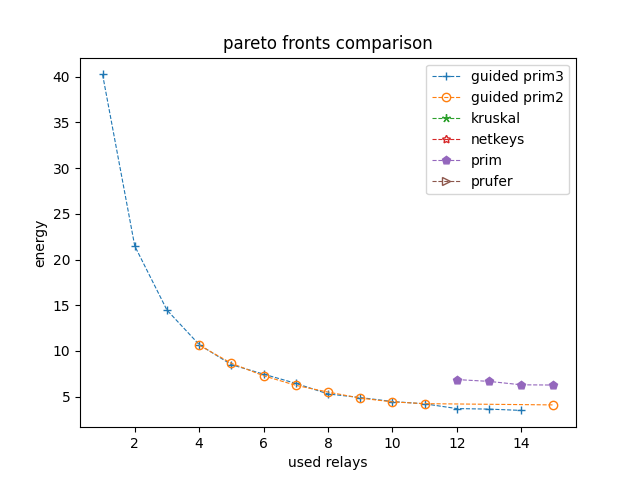 pareto fronts comparison
guided prim3
guided prim2
kruskal
netkeys
prim
prufer
energy
40
35
30
25
20
15
10
5
2 4 6 8 10 12 14
used relays